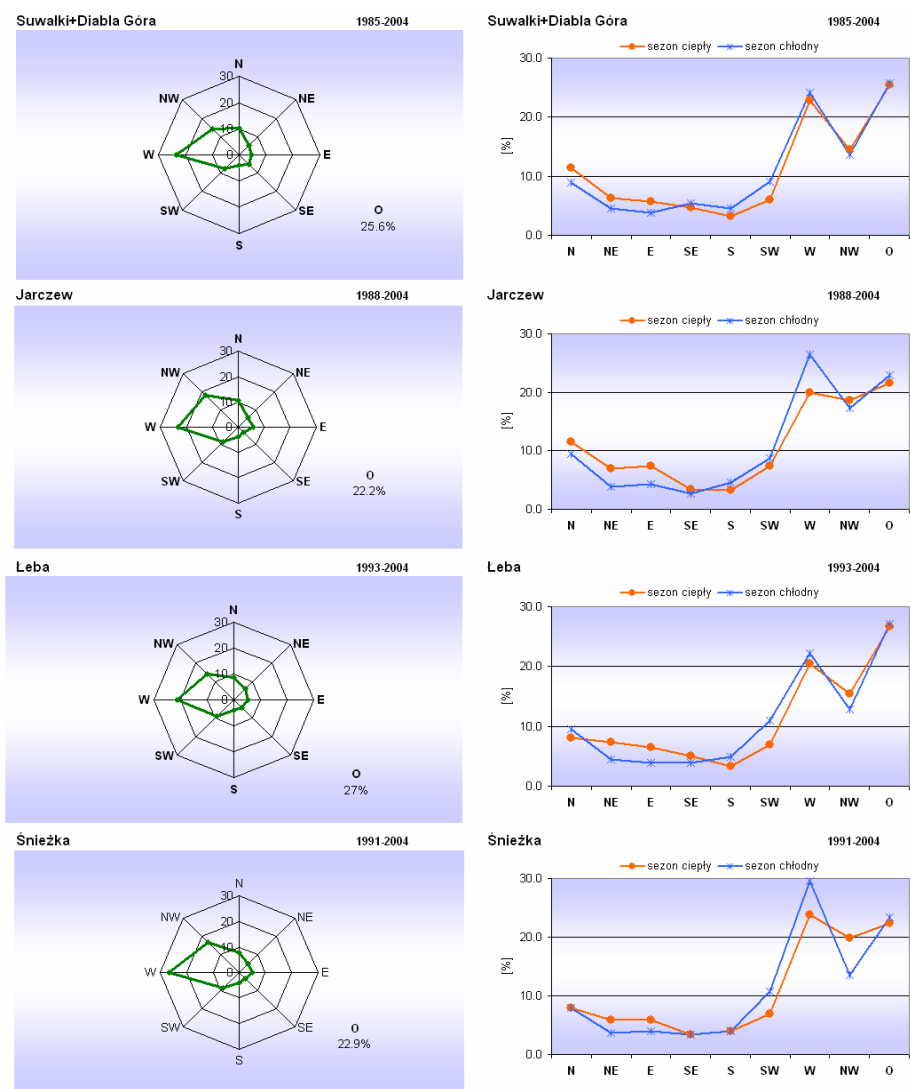 Suwałki+Diabla Góra 1985-2004
N
30
NW NE
20
10
W 0 E
SW SE
S
O
25.6%
Suwałki+Diabla Góra 1985-2004
sezon ciepły sezon chłodny
30.0
20.0
[%]
10.0
0.0
N NE E SE S SW W NW O
Jarczew 1988-2004
N
30
NW NE
20
10
W 0 E
SW SE
S
O
22.2%
Jarczew 1988-2004
sezon ciepły sezon chłodny
30.0
20.0
[%]
10.0
0.0
N NE E SE S SW W NW O
Leba 1993-2004
N
30
NW NE
20
10
W 0 E
SW SE
S
O
27%
Leba 1993-2004
sezon ciepły sezon chłodny
30.0
20.0
[%]
10.0
0.0
N NE E SE S SW W NW O
Śnieżka 1991-2004
N
30
NW NE
20
10
W 0 E
SW SE
S
O
22.9%
Śnieżka 1991-2004
sezon ciepły sezon chłodny
30.0
20.0
[%]
10.0
0.0
N NE E SE S SW W NW O